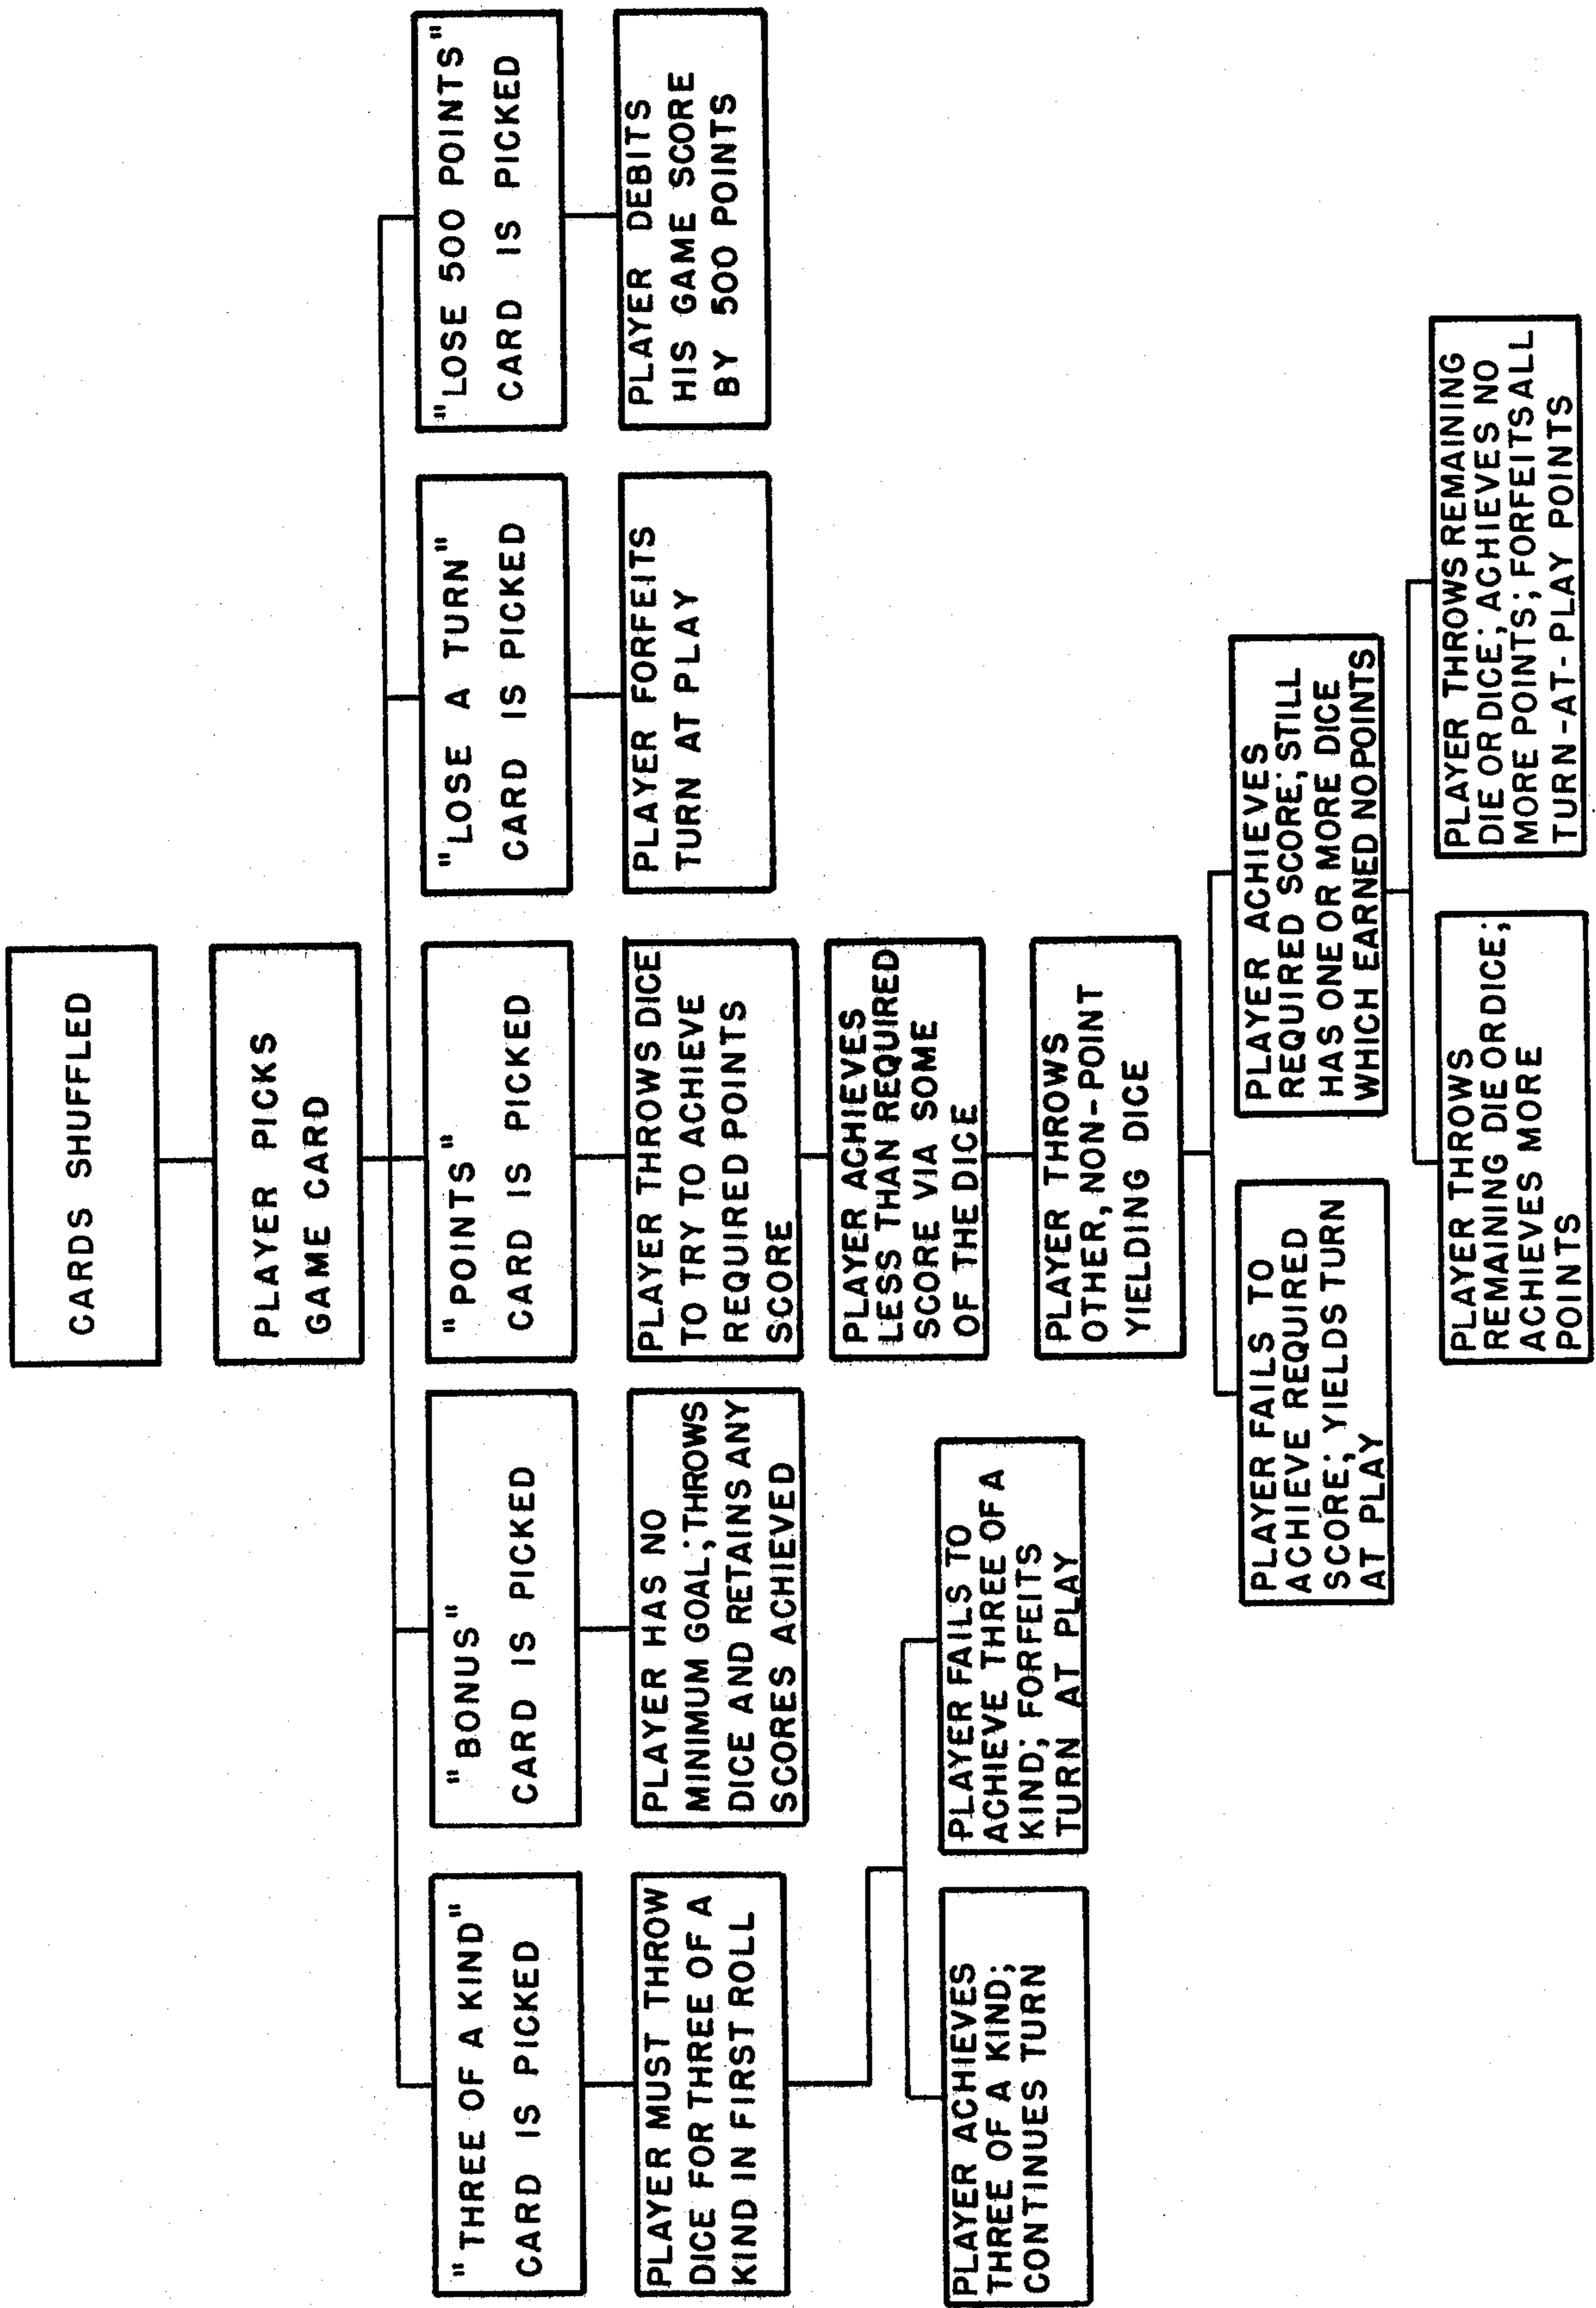 CARDS SHUFFLED
PLAYER PICKS
GAME CARD
"THREE OF A KIND"
CARD IS PICKED
"BONUS"
CARD IS PICKED
"POINTS"
CARD IS PICKED
"LOSE A TURN"
CARD IS PICKED
"LOSE 500 POINTS"
CARD IS PICKED
PLAYER MUST THROW
DICE FOR THREE OF A
KIND IN FIRST ROLL
PLAYER HAS NO
MINIMUM GOAL; THROWS
DICE AND RETAINS ANY
SCORES ACHIEVED
PLAYER THROWS DICE
TO TRY TO ACHIEVE
REQUIRED POINTS
SCORE
PLAYER FORFEITS
TURN AT PLAY
PLAYER DEBITS
HIS GAME SCORE
BY 500 POINTS
PLAYER ACHIEVES
LESS THAN REQUIRED
SCORE VIA SOME
OF THE DICE
PLAYER ACHIEVES
THREE OF A KIND;
CONTINUES TURN
PLAYER FAILS TO
ACHIEVE THREE OF A
KIND; FORFEITS
TURN AT PLAY
PLAYER THROWS
OTHER, NON-POINT
YIELDING DICE
PLAYER FAILS TO
ACHIEVE REQUIRED
SCORE; YIELDS TURN
AT PLAY
PLAYER ACHIEVES
REQUIRED SCORE; STILL
HAS ONE OR MORE DICE
WHICH EARNED NO POINTS
PLAYER THROWS
REMAINING DIE OR DICE;
ACHIEVES MORE
POINTS
PLAYER THROWS REMAINING
DIE OR DICE; ACHIEVES NO
MORE POINTS; FORFEITS ALL
TURN-AT-PLAY POINTS